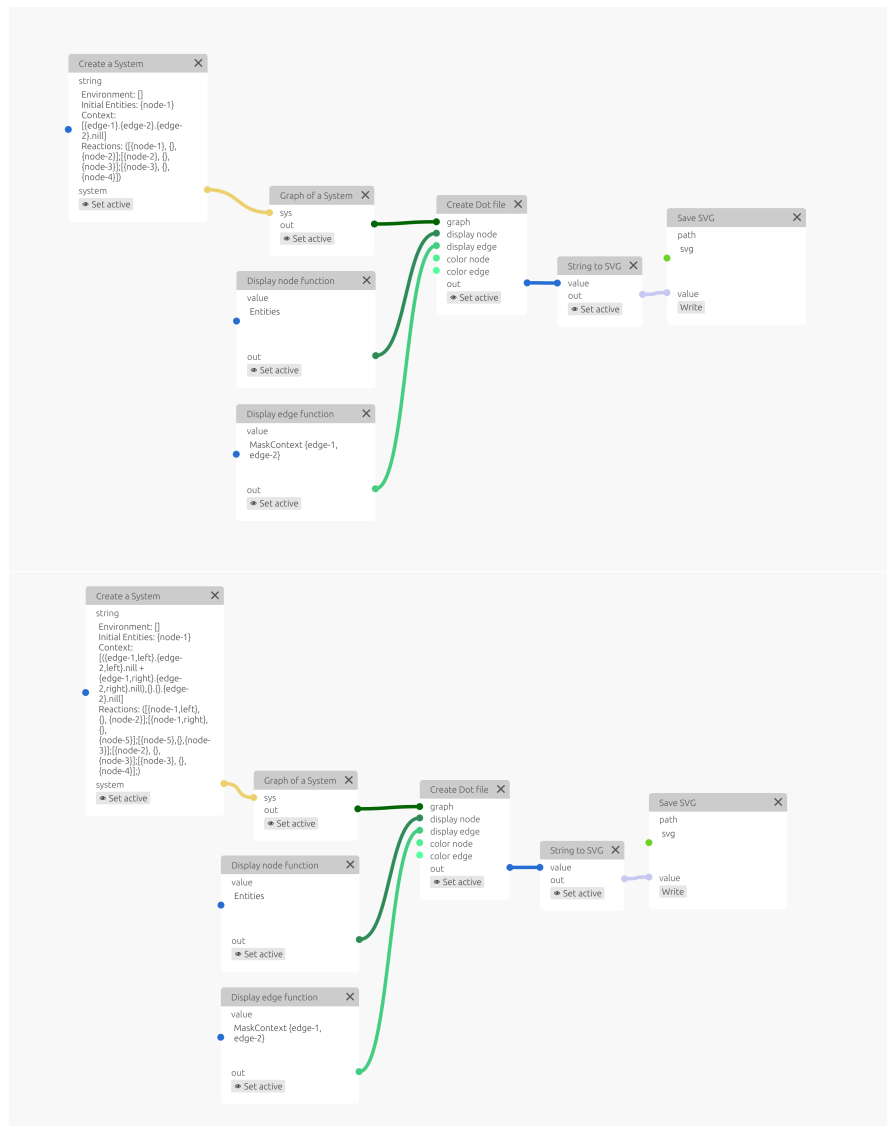 Create a System
string
Environment: []
Initial Entities: {node-1}
Context:
[{edge-1}.{edge-2}.{edge-
2}.nill]
Reactions: ([{node-1}, {},
{node-2}];[{node-2}, {},
{node-3}];[{node-3}, {},
{node-4}])
system
Set active
Graph of a System
sys
out
Set active
Display node function
value
Entities
out
Set active
Display edge function
value
MaskContext {edge-1,
edge-2}
out
Set active
Create Dot file
graph
display node
display edge
color node
color edge
out
Set active
String to SVG
value
out
Set active
Save SVG
path
svg
value
Write
Create a System
string
Environment: []
Initial Entities: {node-1}
Context:
[({edge-1,left}.{edge-
2,left}.nill +
{edge-1,right}.{edge-
2,right}.nill),{}.{}.{edge-
2}.nill]
Reactions: ([{node-1,left},
{}, {node-2}];[{node-1,right},
{},
{node-5}];[{node-5},{},{node-
3}];[{node-2}, {},
{node-3}];[{node-3}, {},
{node-4}];)
system
Set active
Graph of a System
sys
out
Set active
Display node function
value
Entities
out
Set active
Display edge function
value
MaskContext {edge-1,
edge-2}
out
Set active
Create Dot file
graph
display node
display edge
color node
color edge
out
Set active
String to SVG
value
out
Set active
Save SVG
path
svg
value
Write